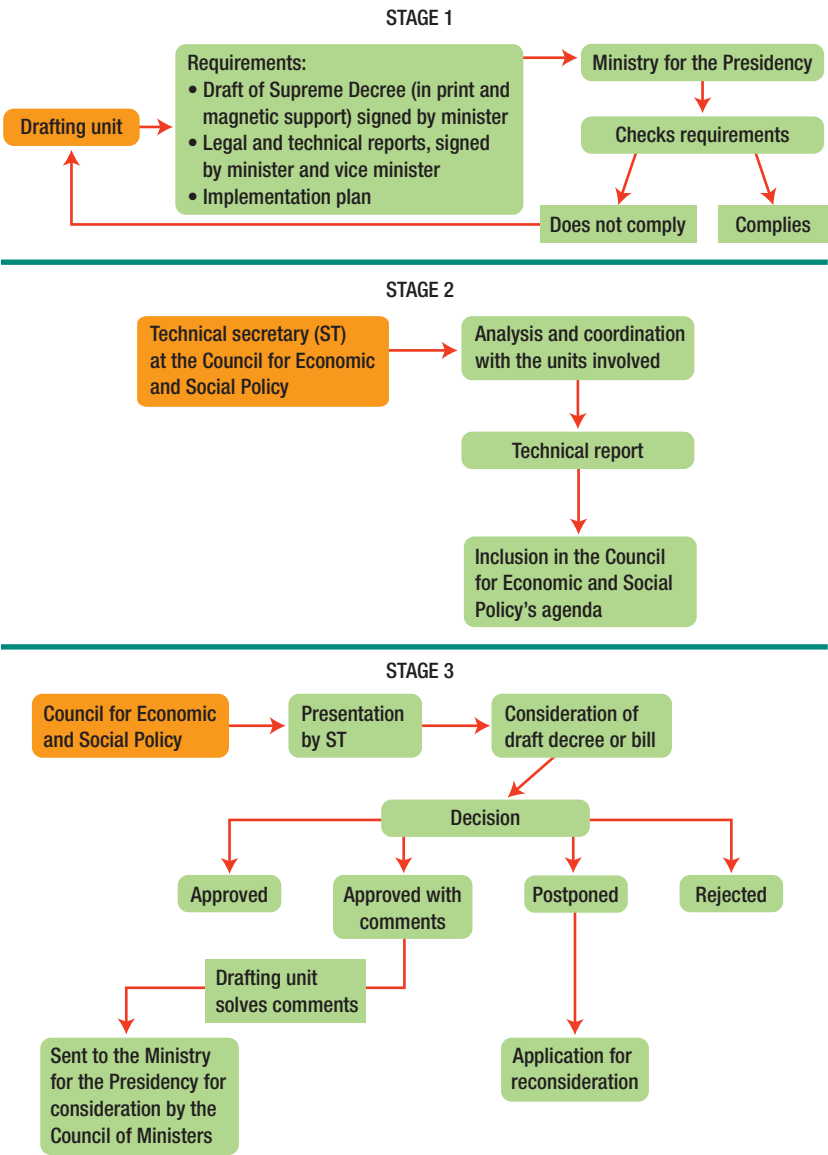 STAGE 1
Drafting unit
Requirements:
• Draft of Supreme Decree (in print and
magnetic support) signed by minister
• Legal and technical reports, signed
by minister and vice minister
• Implementation plan
Ministry for the Presidency
Checks requirements
Does not comply
Complies
STAGE 2
Technical secretary (ST)
at the Council for Economic
and Social Policy
Analysis and coordination
with the units involved
Technical report
Inclusion in the Council
for Economic and Social
Policy’s agenda
STAGE 3
Council for Economic
and Social Policy
Presentation
by ST
Consideration of
draft decree or bill
Decision
Approved
Approved with
comments
Postponed
Rejected
Drafting unit
solves comments
Sent to the Ministry
for the Presidency for
consideration by the
Council of Ministers
Application for
reconsideration